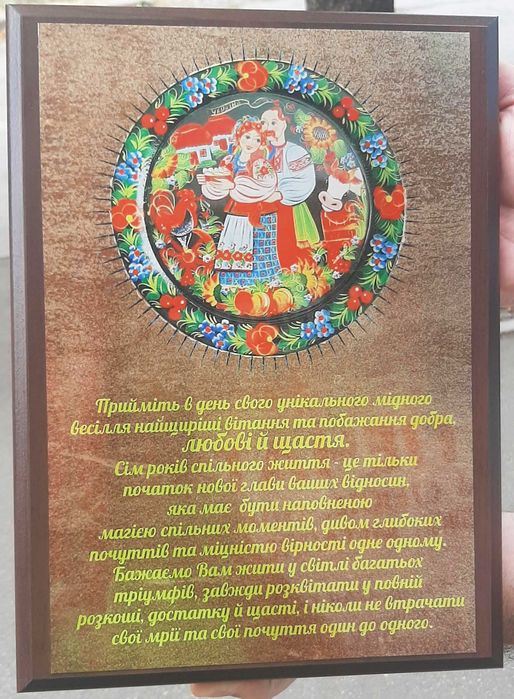 УКРАЇНА
Прийміть в день свого унікального мідного
весілля найщиріші вітання та побажання добра,
любові й щастя.
Сім років спільного життя - це тільки
початок нової глави ваших відносин,
яка має бути наповненою
магією спільних моментів, дивом глибоких
почуттів та міцністю вірності одне одному.
Бажаємо Вам жити у світлі багатьох
тріумфів, завжди розквітати у повній
розкоші, достатку й щасті, і ніколи не втрачати
свої мрії та свої почуття один до одного.